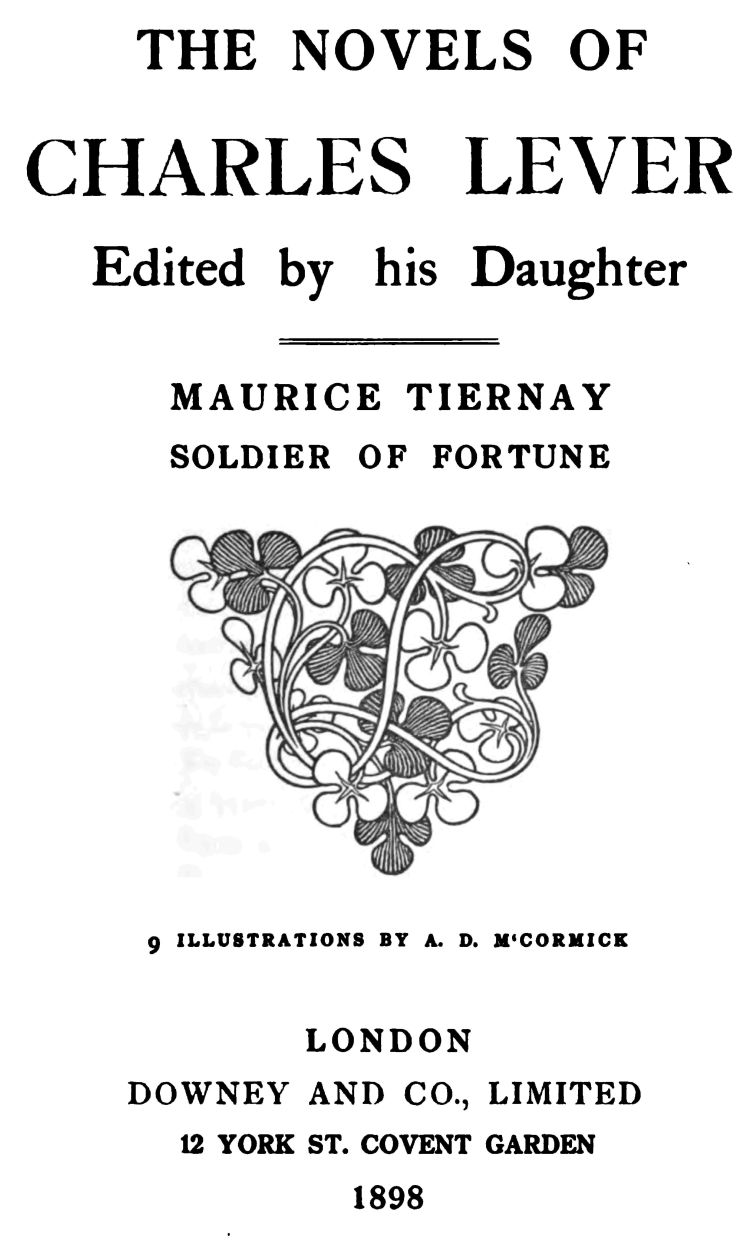 THE NOVELS OF
CHARLES LEVER
Edited by his Daughter
MAURICE TIERNAY
SOLDIER OF FORTUNE
9 ILLUSTRATIONS BY A. D. M‘CORMICK
LONDON
DOWNEY AND CO., LIMITED
12 YORK ST. COVENT GARDEN
1898